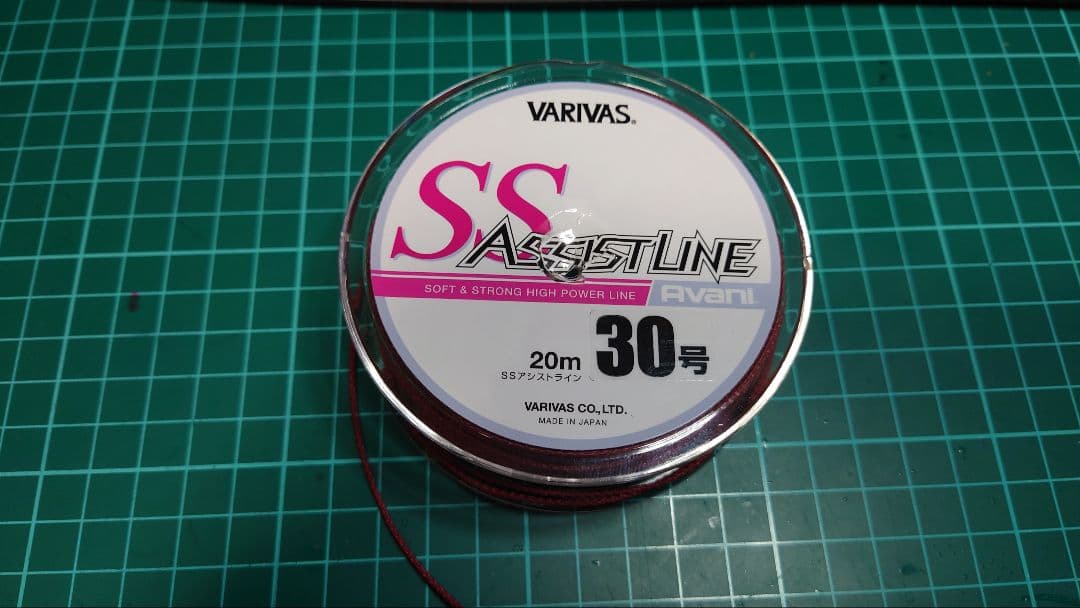 VARIVAS®
SS ASSIST LINE
SOFT & STRONG HIGH POWER LINE Avani
20m 30号
SSアシストライン
VARIVAS CO.,LTD.
MADE IN JAPAN